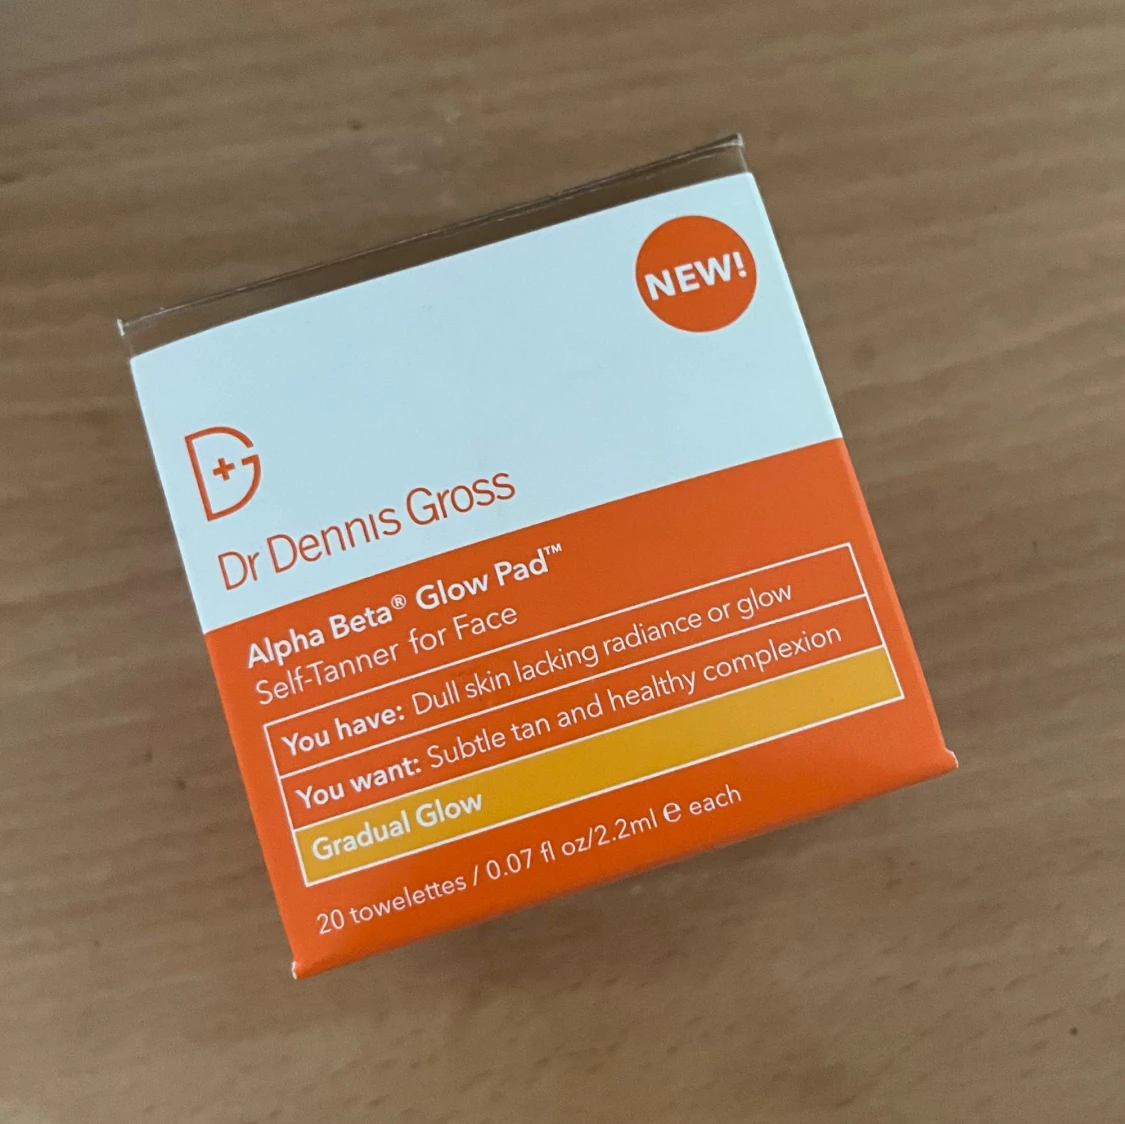 NEW!
Dr Dennis Gross
Alpha Beta® Glow Pad™
Self-Tanner for Face
You have: Dull skin lacking radiance or glow
You want: Subtle tan and healthy complexion
Gradual Glow
20 towelettes / 0.07 fl oz/2.2ml ℮ each